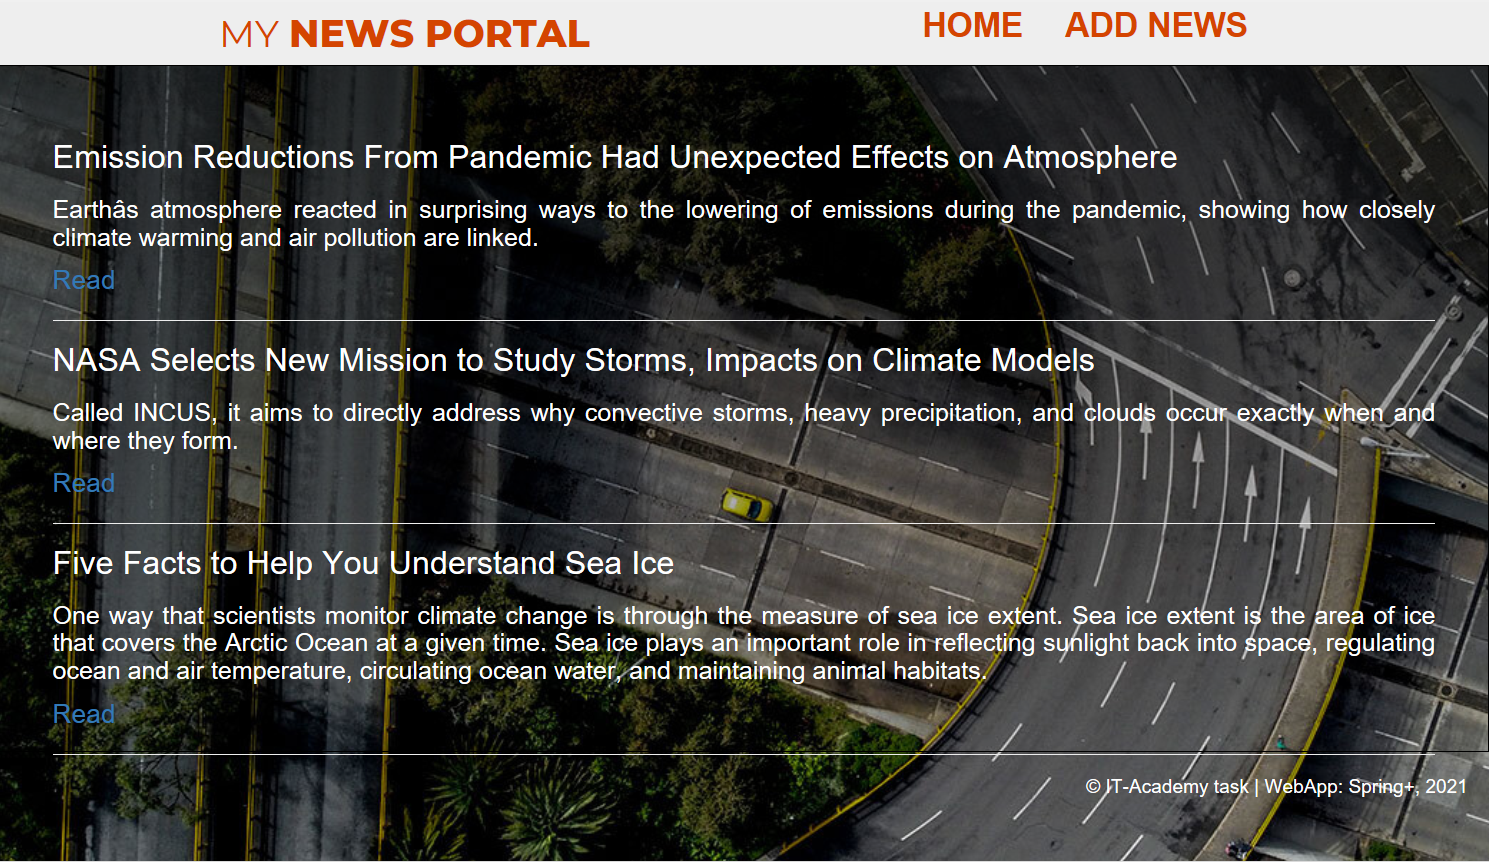 MY NEWS PORTAL
HOME ADD NEWS
Emission Reductions From Pandemic Had Unexpected Effects on Atmosphere
Earthâs atmosphere reacted in surprising ways to the lowering of emissions during the pandemic, showing how closely
climate warming and air pollution are linked.
Read
NASA Selects New Mission to Study Storms, Impacts on Climate Models
Called INCUS, it aims to directly address why convective storms, heavy precipitation, and clouds occur exactly when and
where they form.
Read
Five Facts to Help You Understand Sea Ice
One way that scientists monitor climate change is through the measure of sea ice extent. Sea ice extent is the area of ice
that covers the Arctic Ocean at a given time. Sea ice plays an important role in reflecting sunlight back into space, regulating
ocean and air temperature, circulating ocean water, and maintaining animal habitats.
Read
© IT-Academy task | WebApp: Spring+, 2021